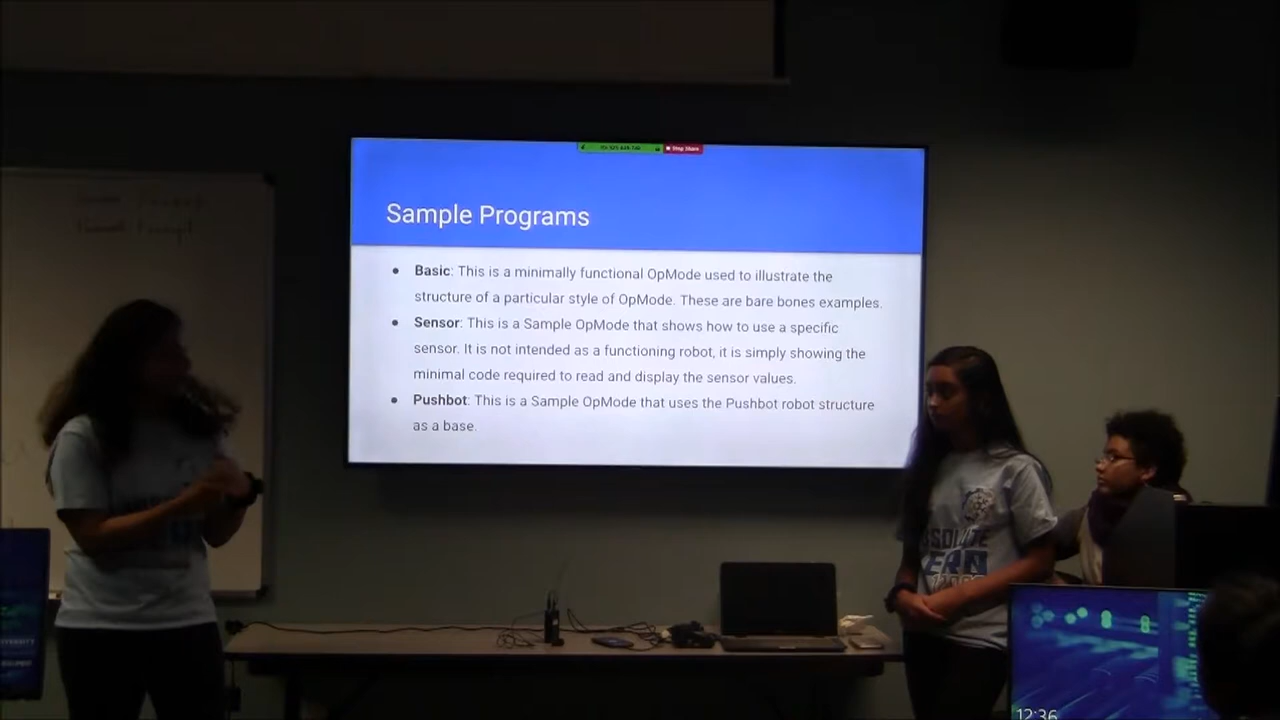 Stop Share
Sample Programs
● Basic: This is a minimally functional OpMode used to illustrate the
structure of a particular style of OpMode. These are bare bones examples.
● Sensor: This is a Sample OpMode that shows how to use a specific
sensor. It is not intended as a functioning robot, it is simply showing the
minimal code required to read and display the sensor values.
● Pushbot: This is a Sample OpMode that uses the Pushbot robot structure
as a base.
12:36